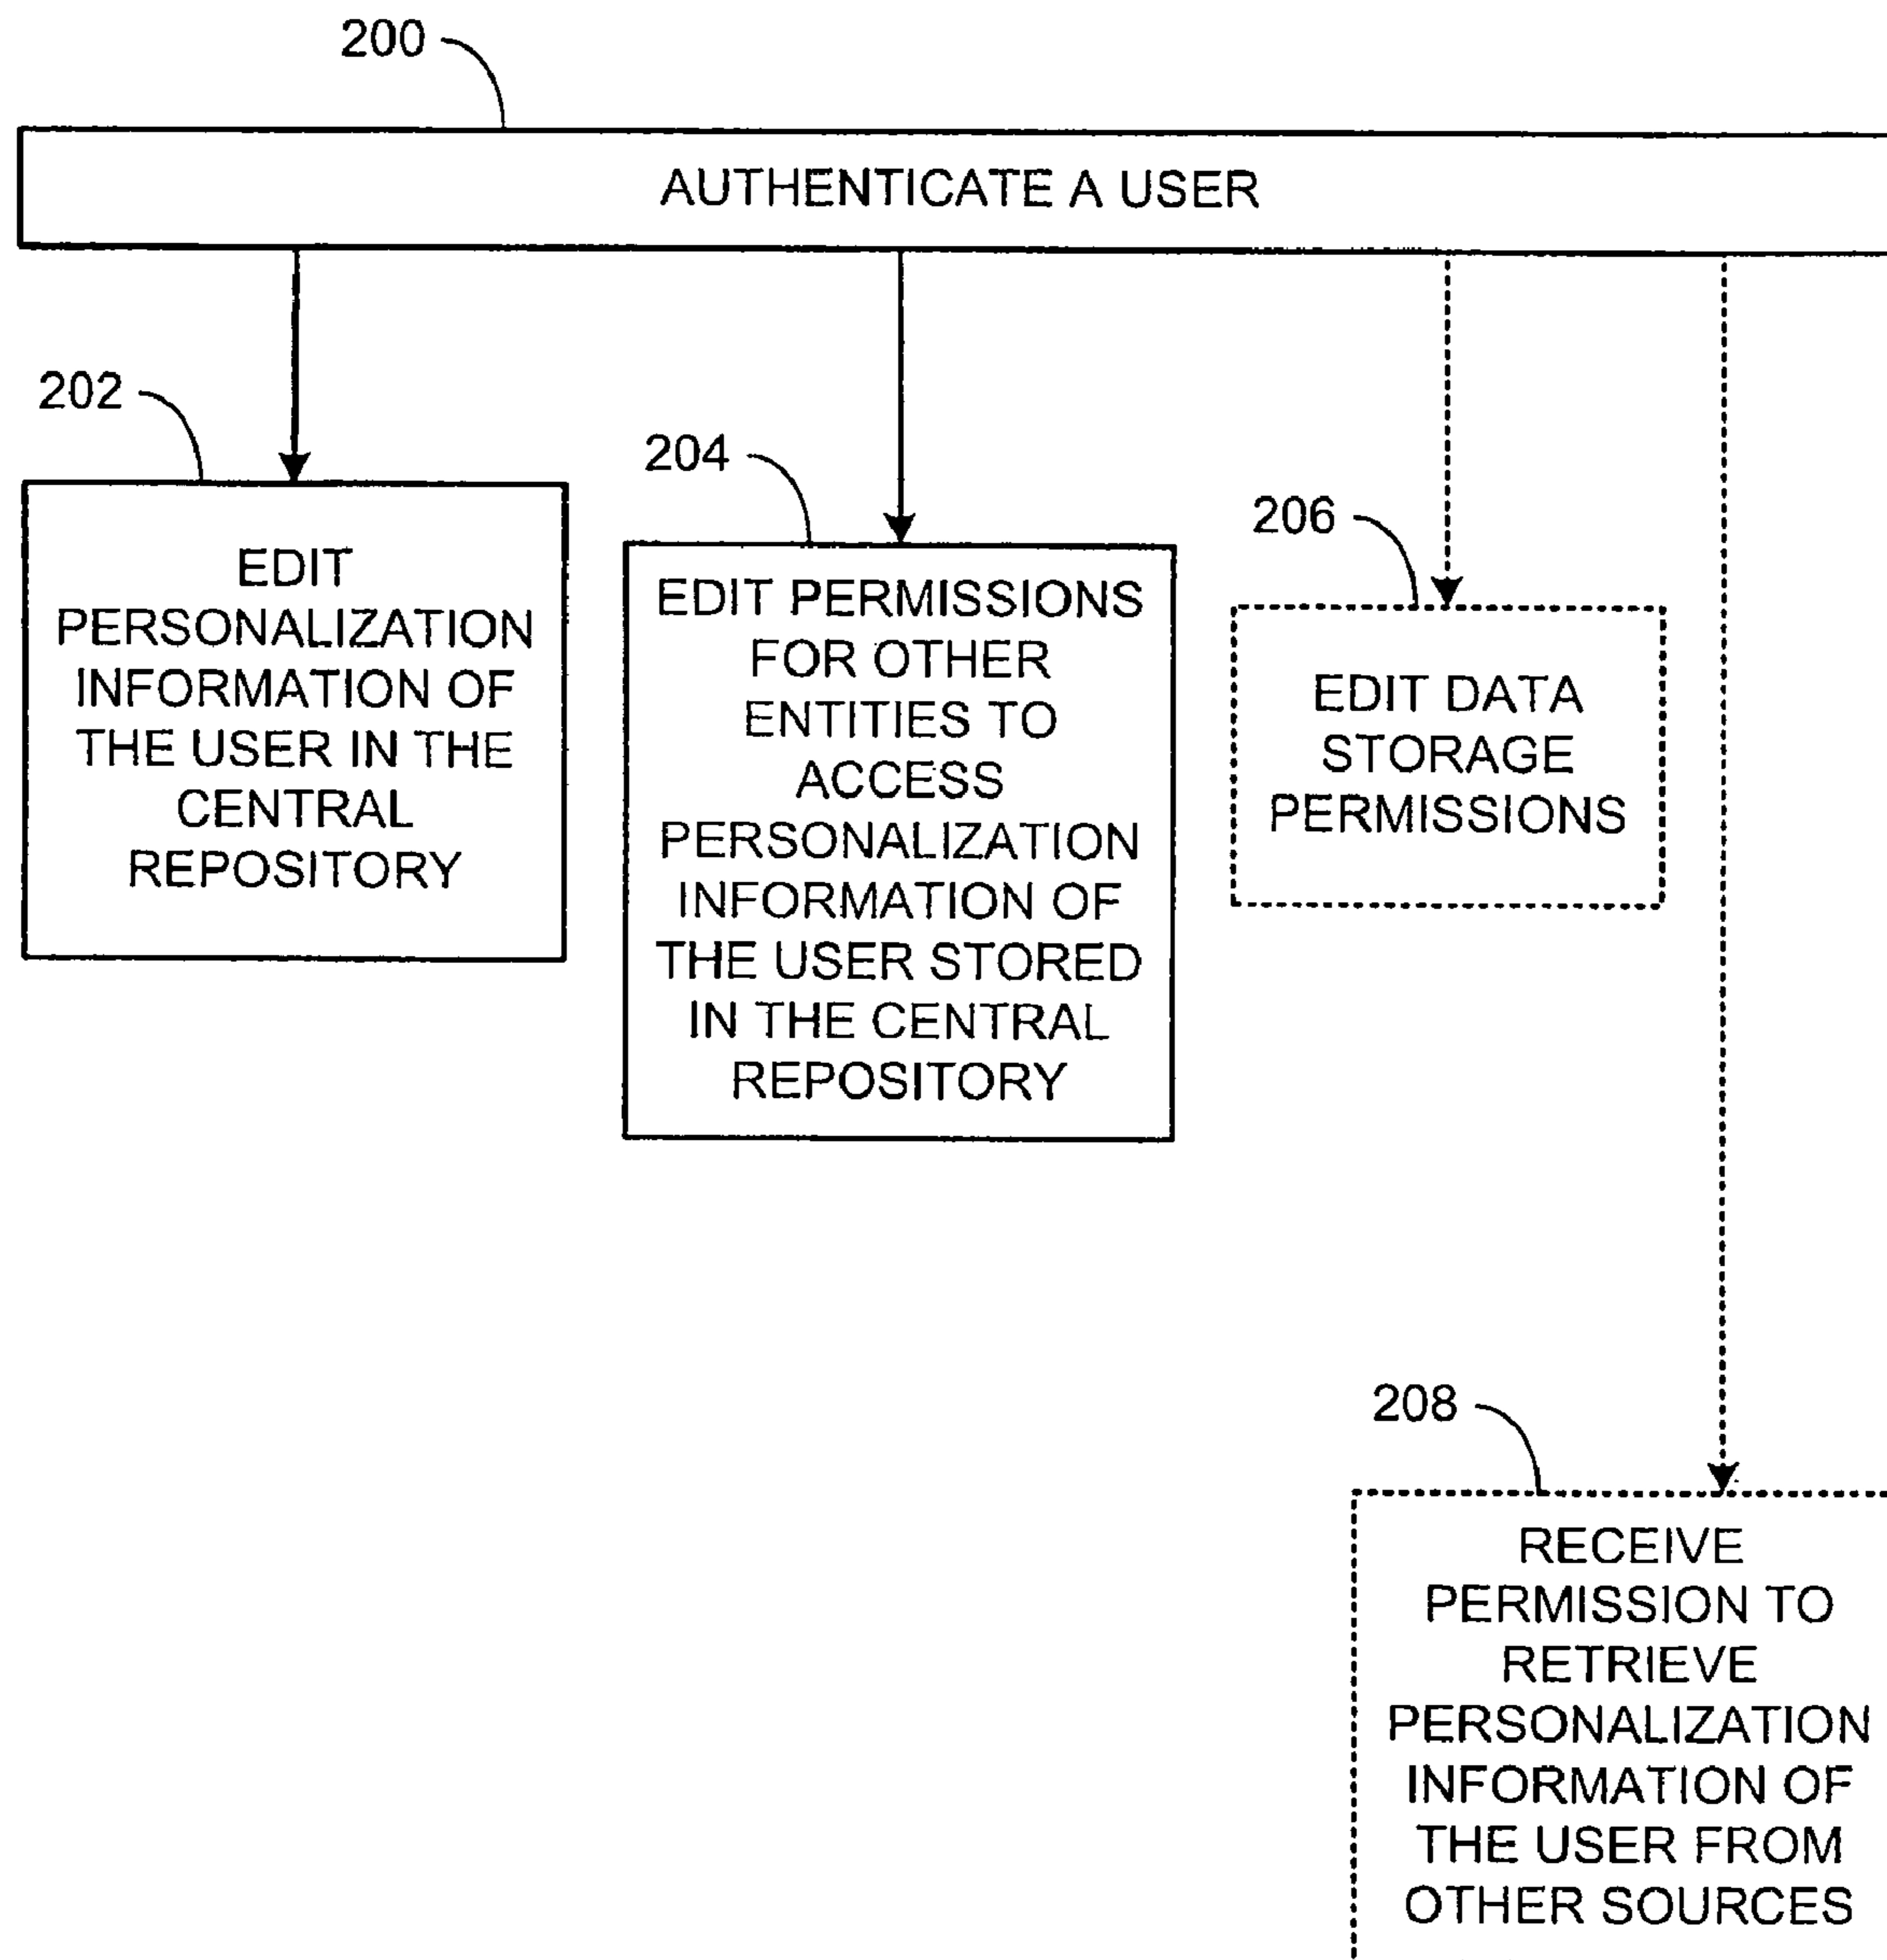 200
AUTHENTICATE A USER
202
EDIT
PERSONALIZATION
INFORMATION OF
THE USER IN THE
CENTRAL
REPOSITORY
204
EDIT PERMISSIONS
FOR OTHER
ENTITIES TO
ACCESS
PERSONALIZATION
INFORMATION OF
THE USER STORED
IN THE CENTRAL
REPOSITORY
206
EDIT DATA
STORAGE
PERMISSIONS
208
RECEIVE
PERMISSION TO
RETRIEVE
PERSONALIZATION
INFORMATION OF
THE USER FROM
OTHER SOURCES